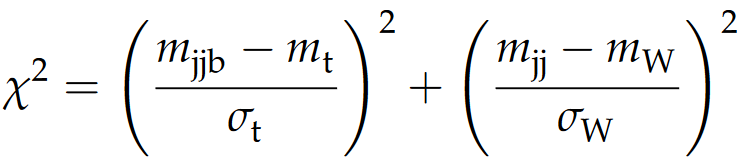 χ² = ((m_jjb − m_t) / σ_t)² + ((m_jj − m_W) / σ_W)²